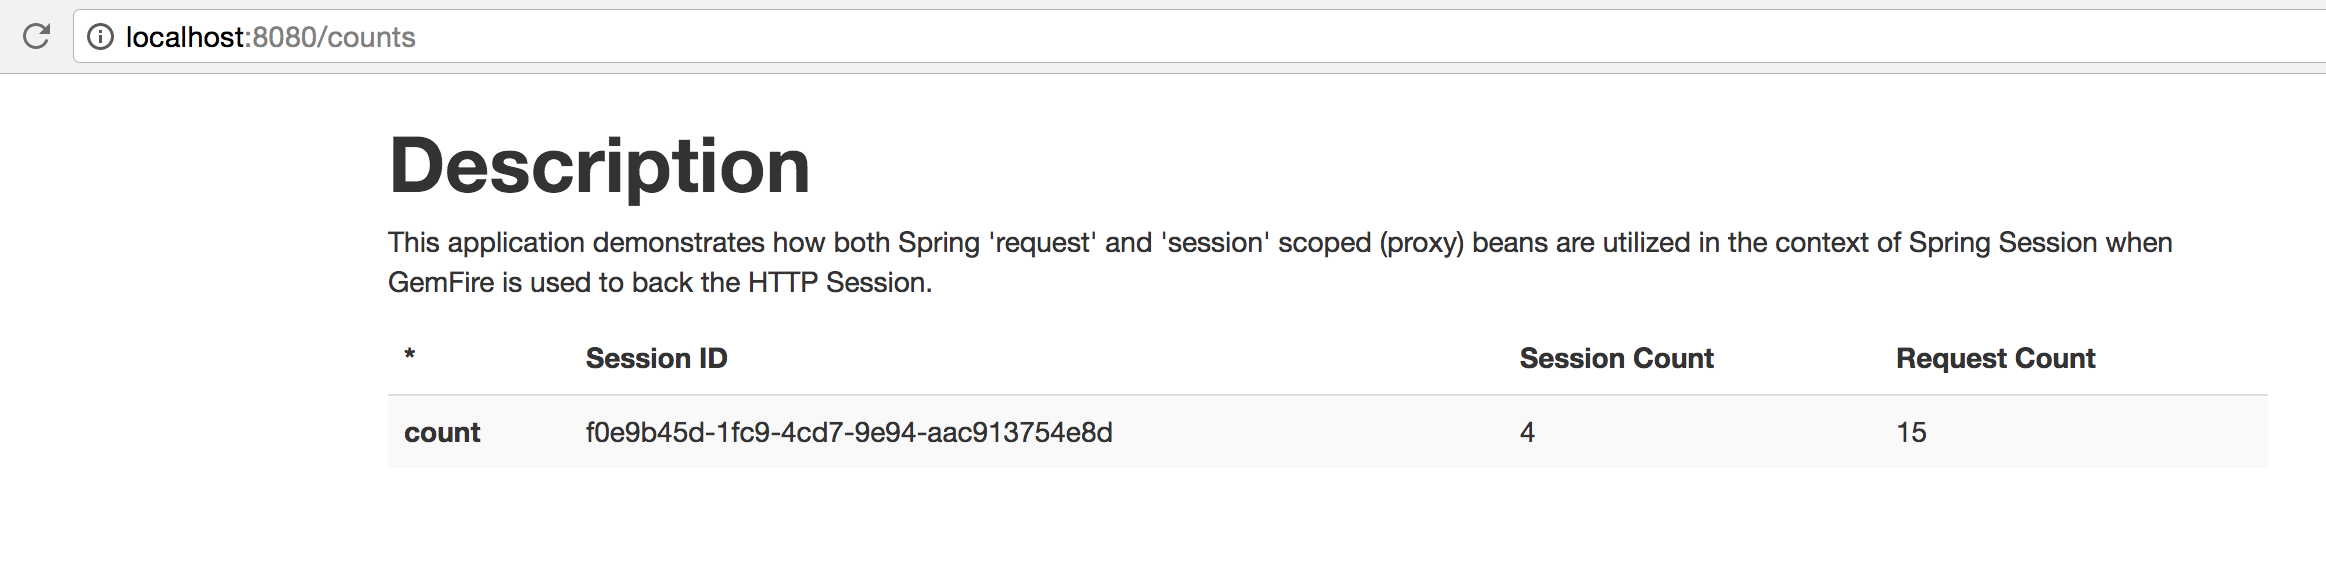 localhost:8080/counts
Description
This application demonstrates how both Spring 'request' and 'session' scoped (proxy) beans are utilized in the context of Spring Session when
GemFire is used to back the HTTP Session.
* Session ID Session Count Request Count
count f0e9b45d-1fc9-4cd7-9e94-aac913754e8d 4 15